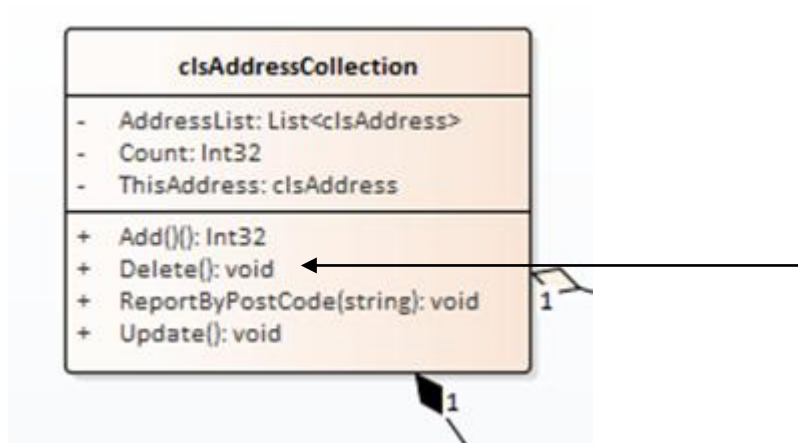 clsAddressCollection
- AddressList: List<clsAddress>
- Count: Int32
- ThisAddress: clsAddress
+ Add()(): Int32
+ Delete(): void
+ ReportByPostCode(string): void
+ Update(): void
1
1